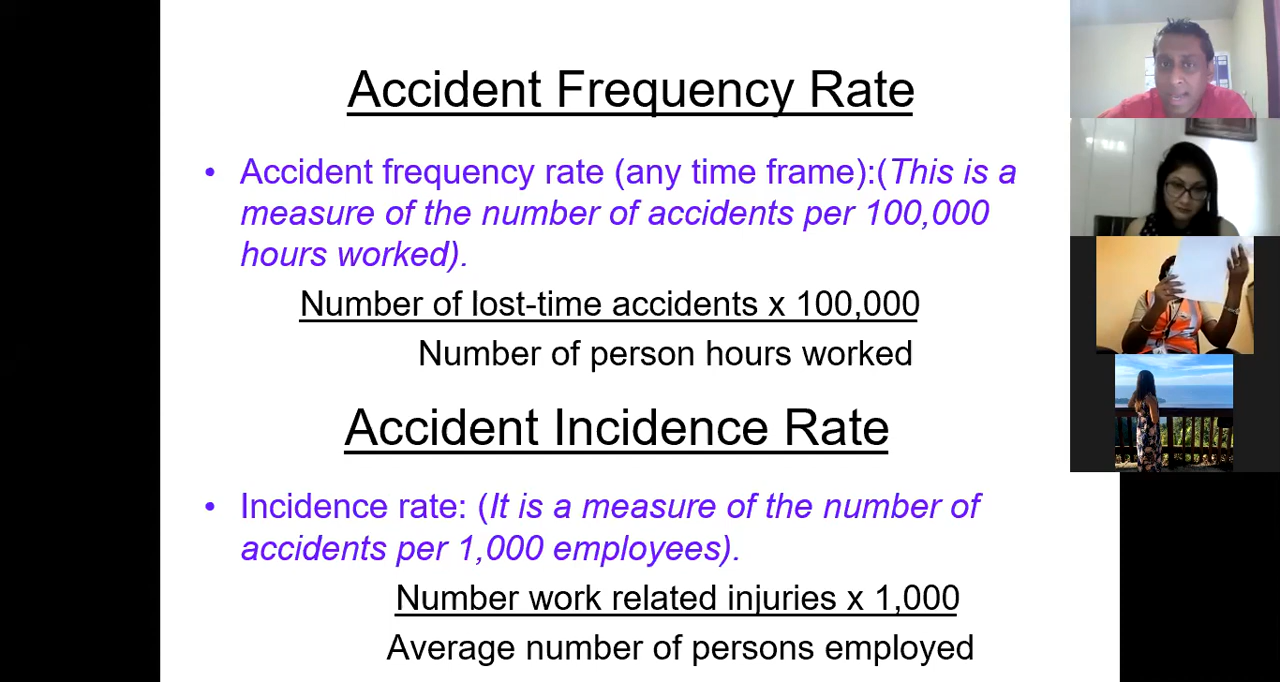 Accident Frequency Rate
• Accident frequency rate (any time frame):(This is a
measure of the number of accidents per 100,000
hours worked).
Number of lost-time accidents x 100,000
Number of person hours worked
Accident Incidence Rate
• Incidence rate: (It is a measure of the number of
accidents per 1,000 employees).
Number work related injuries x 1,000
Average number of persons employed